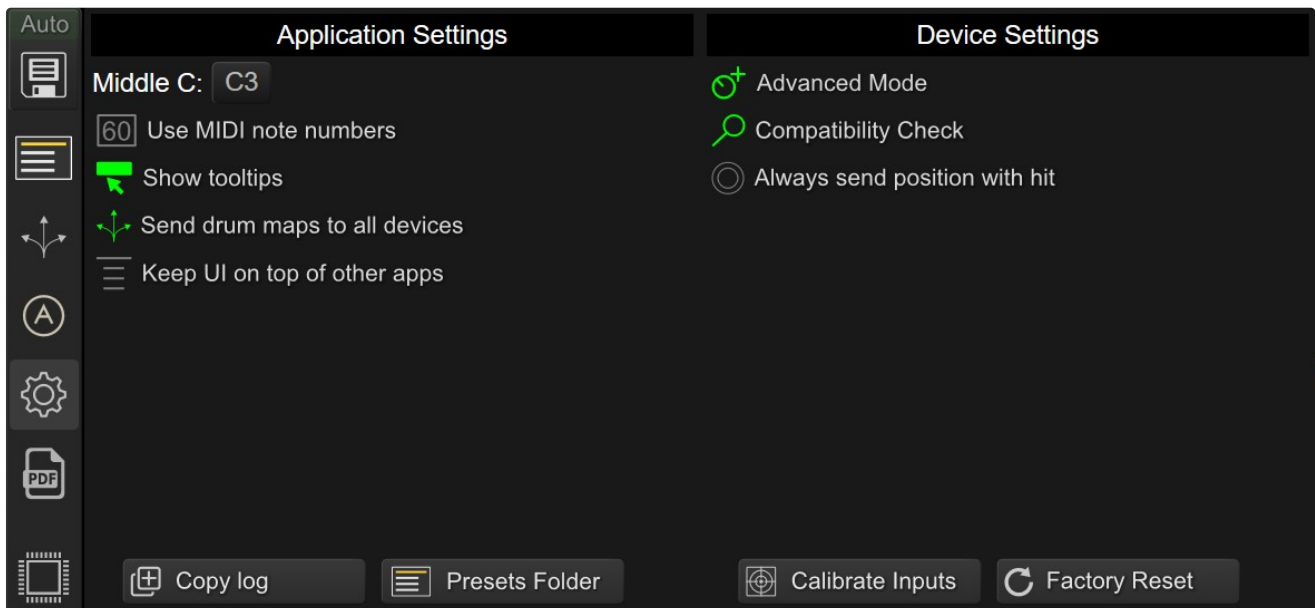 Auto
Application Settings
Device Settings
Middle C: C3
60 Use MIDI note numbers
Show tooltips
Send drum maps to all devices
Keep UI on top of other apps
Advanced Mode
Compatibility Check
Always send position with hit
A
PDF
Copy log
Presets Folder
Calibrate Inputs
Factory Reset